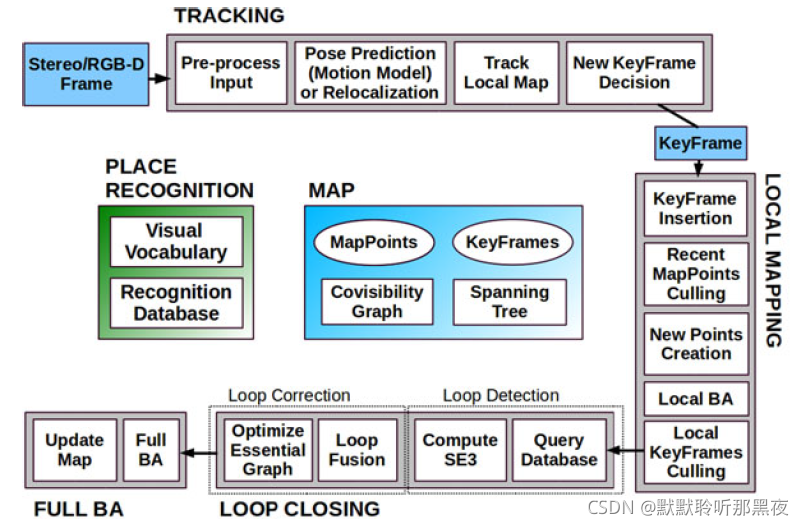 TRACKING
Stereo/RGB-D
Frame
Pre-process
Input
Pose Prediction
(Motion Model)
or Relocalization
Track
Local Map
New KeyFrame
Decision
KeyFrame
PLACE
RECOGNITION
Visual
Vocabulary
Recognition
Database
MAP
MapPoints
KeyFrames
Covisibility
Graph
Spanning
Tree
LOCAL MAPPING
KeyFrame
Insertion
Recent
MapPoints
Culling
New Points
Creation
Local BA
Local
KeyFrames
Culling
Loop Correction
Loop Detection
Update
Map
Full
BA
Optimize
Essential
Graph
Loop
Fusion
Compute
SE3
Query
Database
FULL BA
LOOP CLOSING
CSDN @默默聆听那黑夜